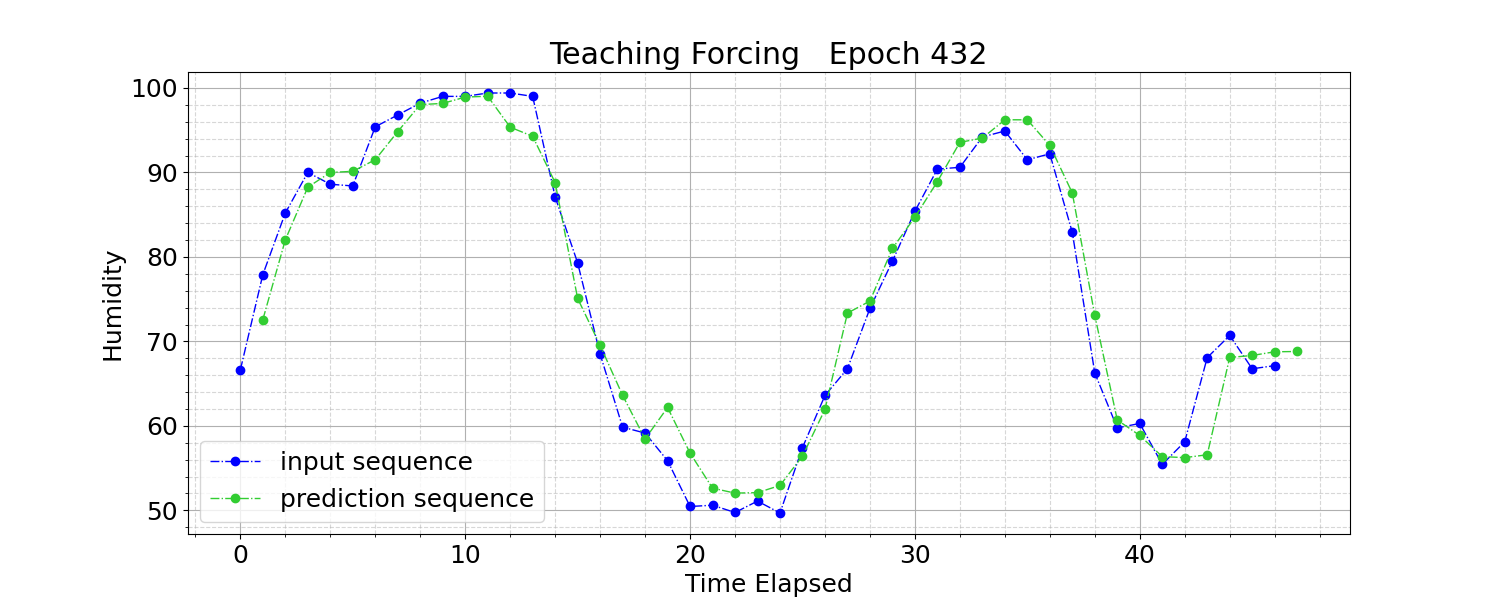 Teaching Forcing   Epoch 432
100
90
80
70
60
50
Humidity
input sequence
prediction sequence
0 10 20 30 40
Time Elapsed